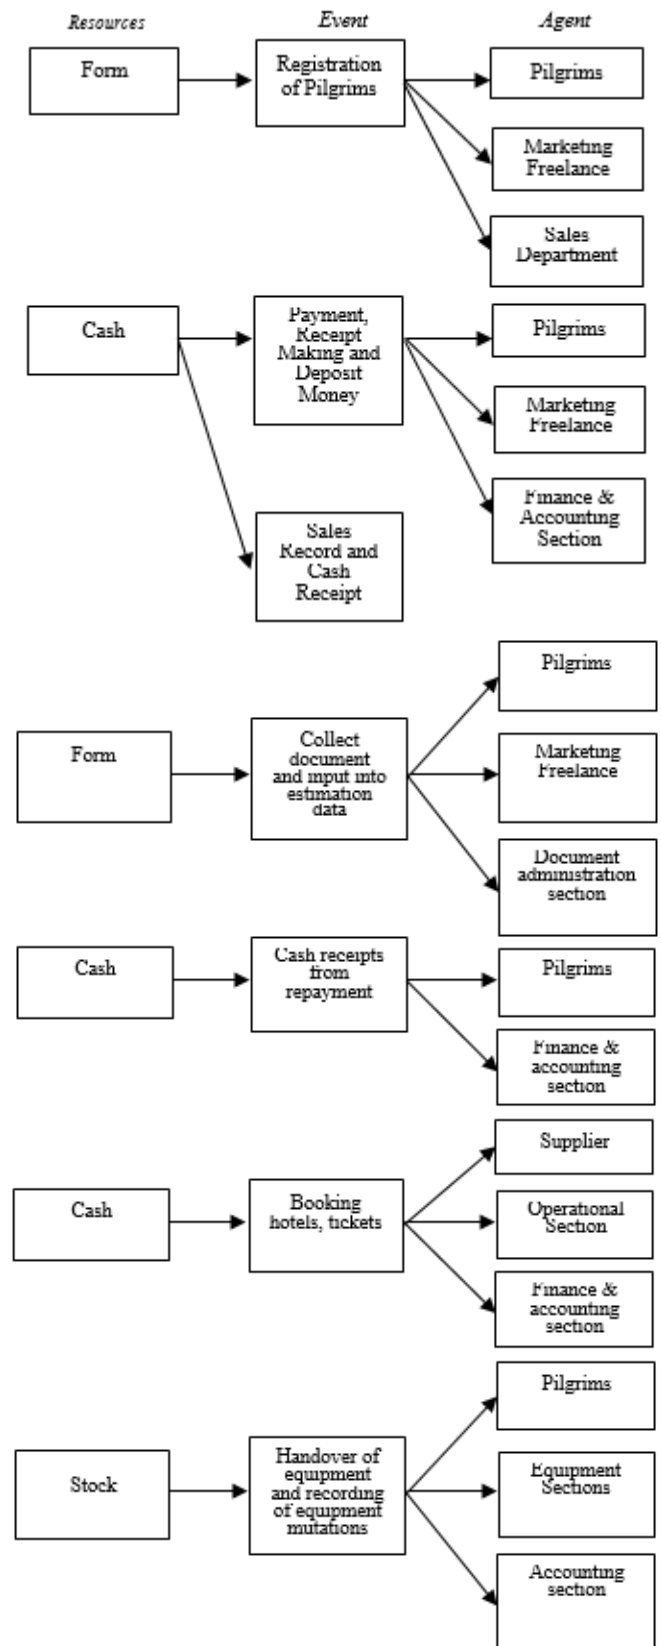 Resources
Event
Agent
Form
Registration
of Pilgrims
Pilgrims
Marketing
Freelance
Sales
Department
Cash
Payment,
Receipt
Making and
Deposit
Money
Pilgrims
Marketing
Freelance
Finance &
Accounting
Section
Sales
Record and
Cash
Receipt
Form
Collect
document
and input into
estimation
data
Pilgrims
Marketing
Freelance
Document
administration
section
Cash
Cash receipts
from
repayment
Pilgrims
Finance &
accounting
section
Cash
Booking
hotels, tickets
Supplier
Operational
Section
Finance &
accounting
section
Stock
Handover of
equipment
and recording
of equipment
mutations
Pilgrims
Equipment
Sections
Accounting
section